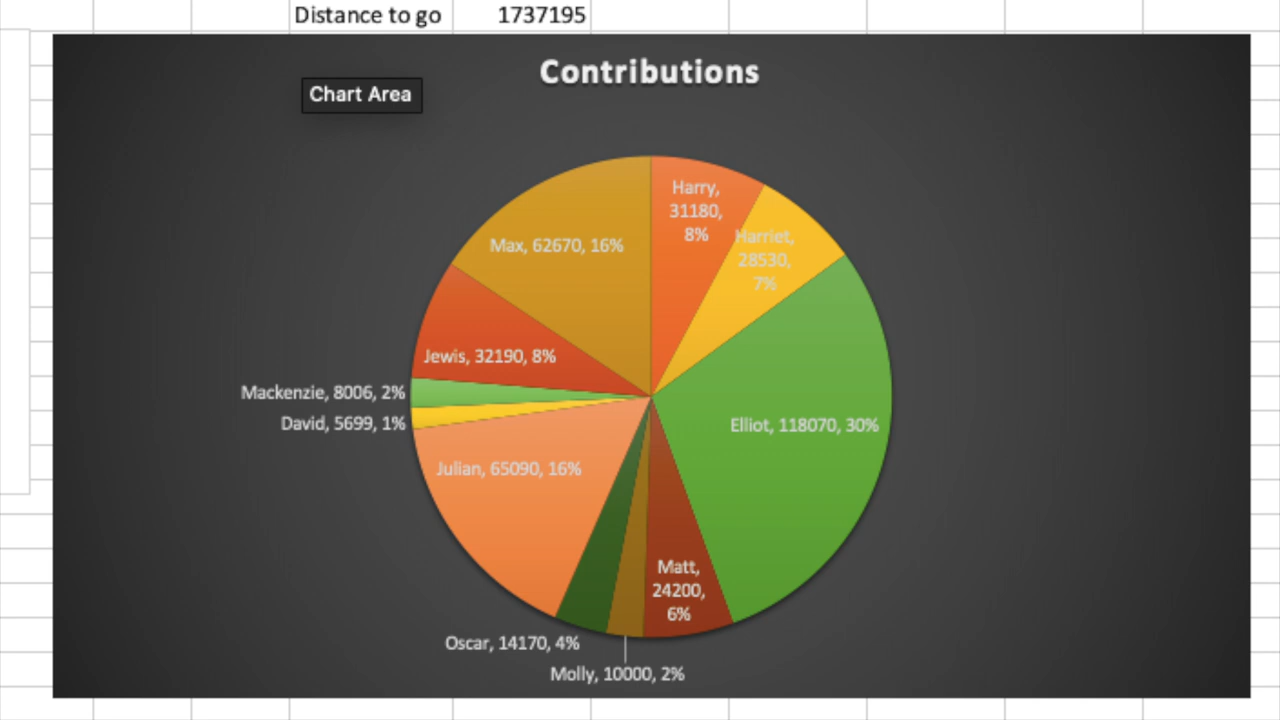 Distance to go 1737195
Contributions
Chart Area
Harry,
31180,
8%
Harriet,
28530,
7%
Max, 62670, 16%
Jewis, 32190, 8%
Mackenzie, 8006, 2%
David, 5699, 1%
Elliot, 118070, 30%
Julian, 65090, 16%
Matt,
24200,
6%
Oscar, 14170, 4%
Molly, 10000, 2%